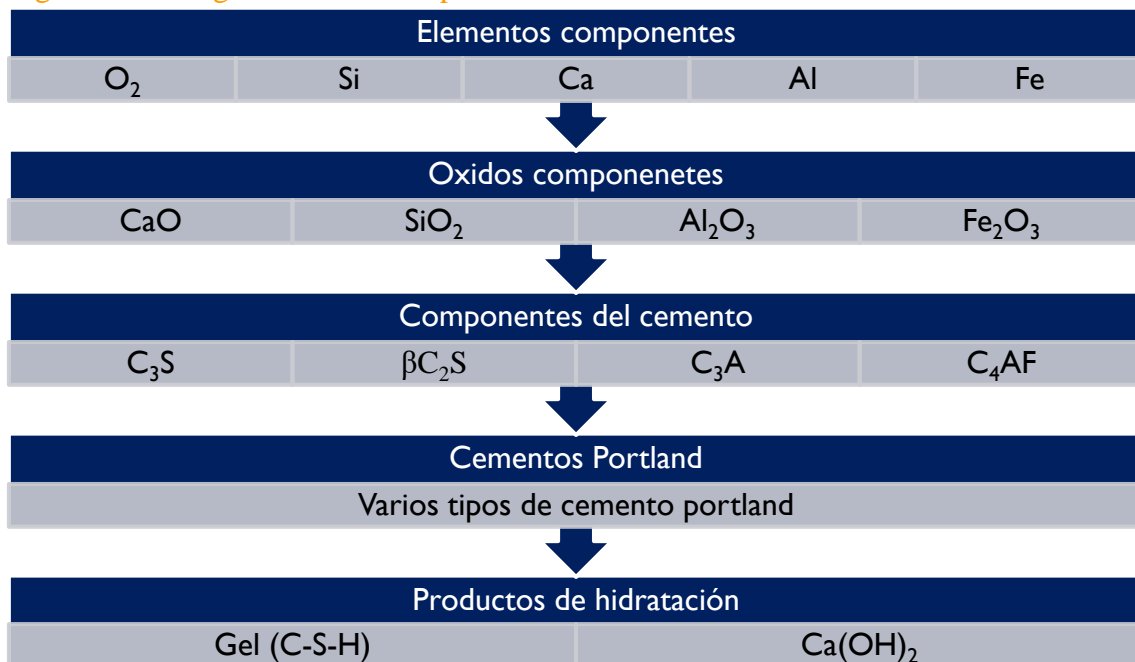 Elementos componentes
O₂ Si Ca Al Fe
Oxidos componenetes
CaO SiO₂ Al₂O₃ Fe₂O₃
Componentes del cemento
C₃S βC₂S C₃A C₄AF
Cementos Portland
Varios tipos de cemento portland
Productos de hidratación
Gel (C-S-H) Ca(OH)₂